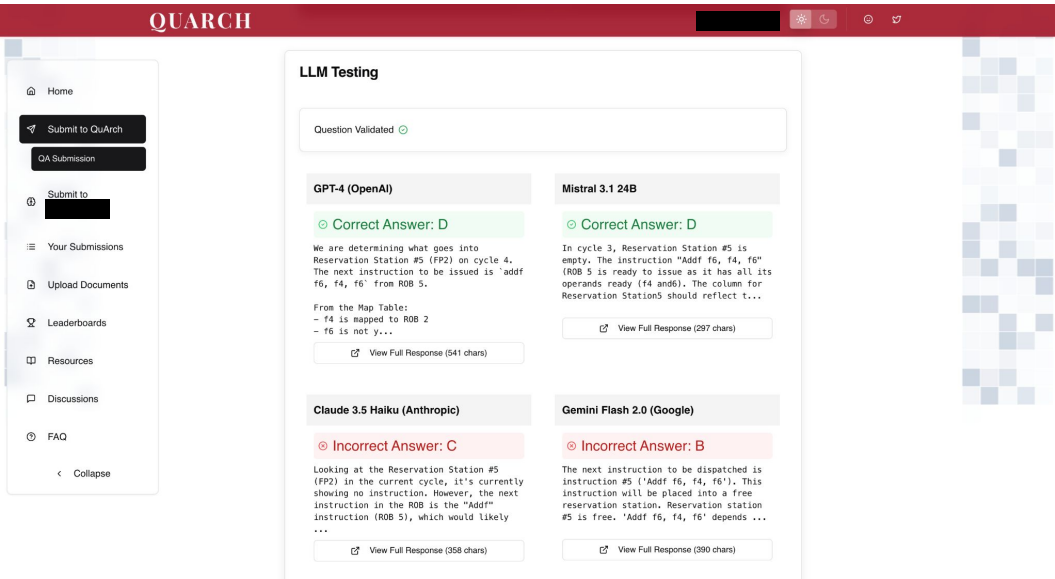 QUARCH
Home
Submit to QuArch
QA Submission
Submit to
Your Submissions
Upload Documents
Leaderboards
Resources
Discussions
FAQ
Collapse
LLM Testing
Question Validated
GPT-4 (OpenAI)
Correct Answer: D
We are determining what goes into
Reservation Station #5 (FP2) on cycle 4.
The next instruction to be issued is `addf
f6, f4, f6` from ROB 5.
From the Map Table:
– f4 is mapped to ROB 2
– f6 is not y...
View Full Response (541 chars)
Mistral 3.1 24B
Correct Answer: D
In cycle 3, Reservation Station #5 is
empty. The instruction "Addf f6, f4, f6"
(ROB 5 is ready to issue as it has all its
operands ready (f4 and6). The column for
Reservation Station5 should reflect t...
View Full Response (297 chars)
Claude 3.5 Haiku (Anthropic)
Incorrect Answer: C
Looking at the Reservation Station #5
(FP2) in the current cycle, it's currently
showing no instruction. However, the next
instruction in the ROB is the "Addf"
instruction (ROB 5), which would likely
...
View Full Response (358 chars)
Gemini Flash 2.0 (Google)
Incorrect Answer: B
The next instruction to be dispatched is
instruction #5 ('Addf f6, f4, f6'). This
instruction will be placed into a free
reservation station. Reservation station
#5 is free. 'Addf f6, f4, f6' depends ...
View Full Response (390 chars)